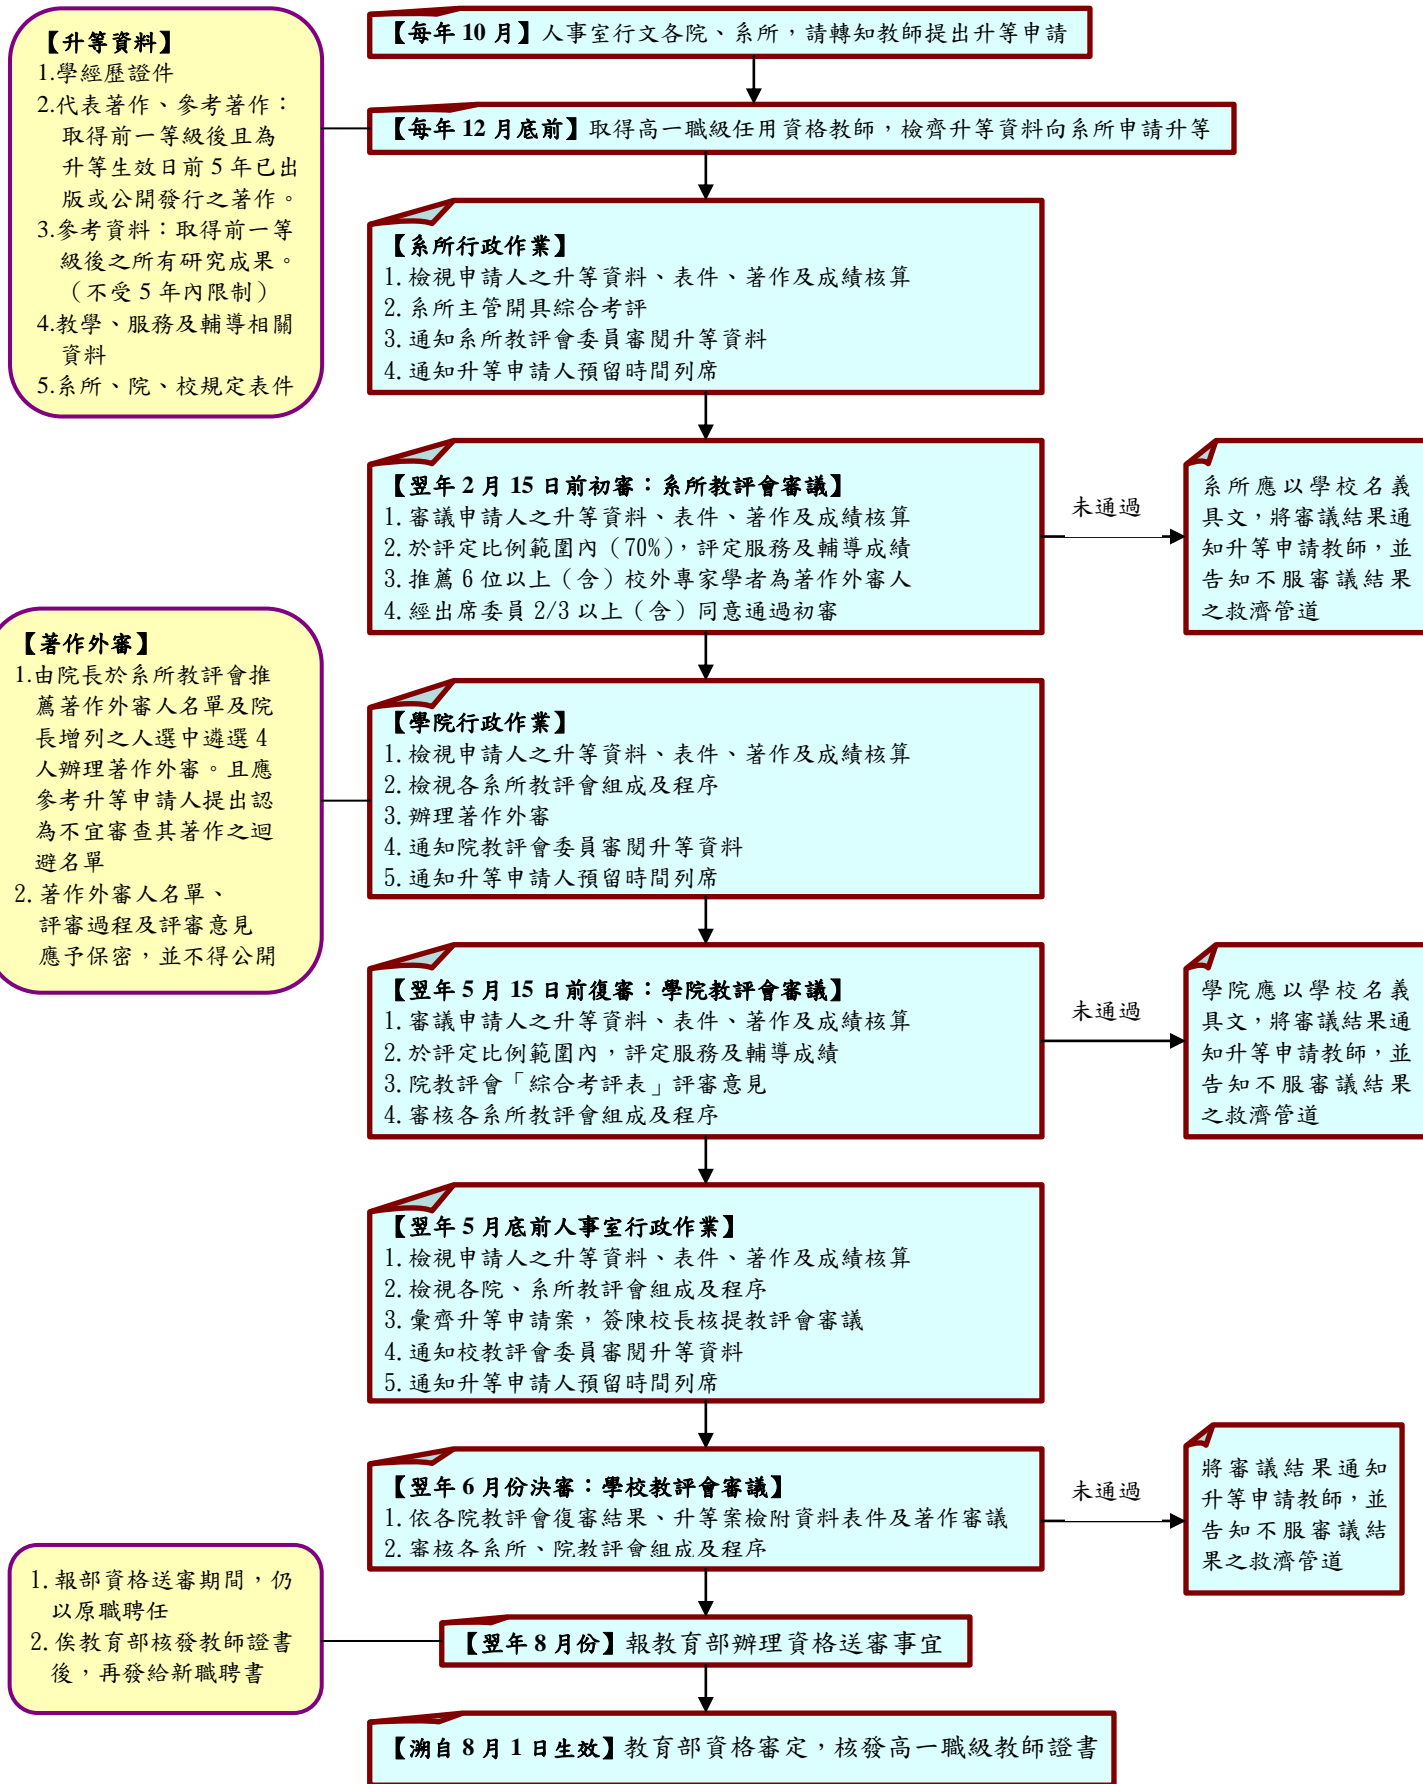 【每年 10 月】人事室行文各院、系所，請轉知教師提出升等申請
【升等資料】
1.學經歷證件
2.代表著作、參考著作：
取得前一等級後且為
升等生效日前 5 年已出
版或公開發行之著作。
3.參考資料：取得前一等
級後之所有研究成果。
（不受 5 年內限制）
4.教學、服務及輔導相關
資料
5.系所、院、校規定表件
【每年 12 月底前】取得高一職級任用資格教師，檢齊升等資料向系所申請升等
【系所行政作業】
1.檢視申請人之升等資料、表件、著作及成績核算
2.系所主管開具綜合考評
3.通知系所教評會委員審閱升等資料
4.通知升等申請人預留時間列席
【翌年 2 月 15 日前初審：系所教評會審議】
1.審議申請人之升等資料、表件、著作及成績核算
2.於評定比例範圍內（70%），評定服務及輔導成績
3.推薦 6 位以上（含）校外專家學者為著作外審人
4.經出席委員 2/3 以上（含）同意通過初審
未通過
系所應以學校名義
具文，將審議結果通
知升等申請教師，並
告知不服審議結果
之救濟管道
【著作外審】
1.由院長於系所教評會推
薦著作外審人名單及院
長增列之人選中遴選 4
人辦理著作外審。且應
參考升等申請人提出認
為不宜審查其著作之迴
避名單
2.著作外審人名單、
評審過程及評審意見
應予保密，並不得公開
【學院行政作業】
1.檢視申請人之升等資料、表件、著作及成績核算
2.檢視各系所教評會組成及程序
3.辦理著作外審
4.通知院教評會委員審閱升等資料
5.通知升等申請人預留時間列席
【翌年 5 月 15 日前復審：學院教評會審議】
1.審議申請人之升等資料、表件、著作及成績核算
2.於評定比例範圍內，評定服務及輔導成績
3.院教評會「綜合考評表」評審意見
4.審核各系所教評會組成及程序
未通過
學院應以學校名義
具文，將審議結果通
知升等申請教師，並
告知不服審議結果
之救濟管道
【翌年 5 月底前人事室行政作業】
1.檢視申請人之升等資料、表件、著作及成績核算
2.檢視各院、系所教評會組成及程序
3.彙齊升等申請案，簽陳校長核提教評會審議
4.通知校教評會委員審閱升等資料
5.通知升等申請人預留時間列席
【翌年 6 月份決審：學校教評會審議】
1.依各院教評會復審結果、升等案檢附資料表件及著作審議
2.審核各系所、院教評會組成及程序
未通過
將審議結果通知
升等申請教師，並
告知不服審議結
果之救濟管道
1.報部資格送審期間，仍
以原職聘任
2.俟教育部核發教師證書
後，再發給新職聘書
【翌年 8 月份】報教育部辦理資格送審事宜
【溯自 8 月 1 日生效】教育部資格審定，核發高一職級教師證書